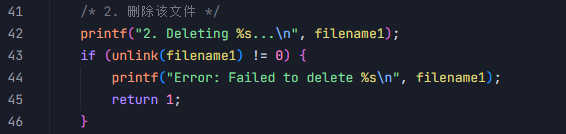 41 /* 2. 删除该文件 */
42 printf("2. Deleting %s...\n", filename1);
43 if (unlink(filename1) != 0) {
44 printf("Error: Failed to delete %s\n", filename1);
45 return 1;
46 }